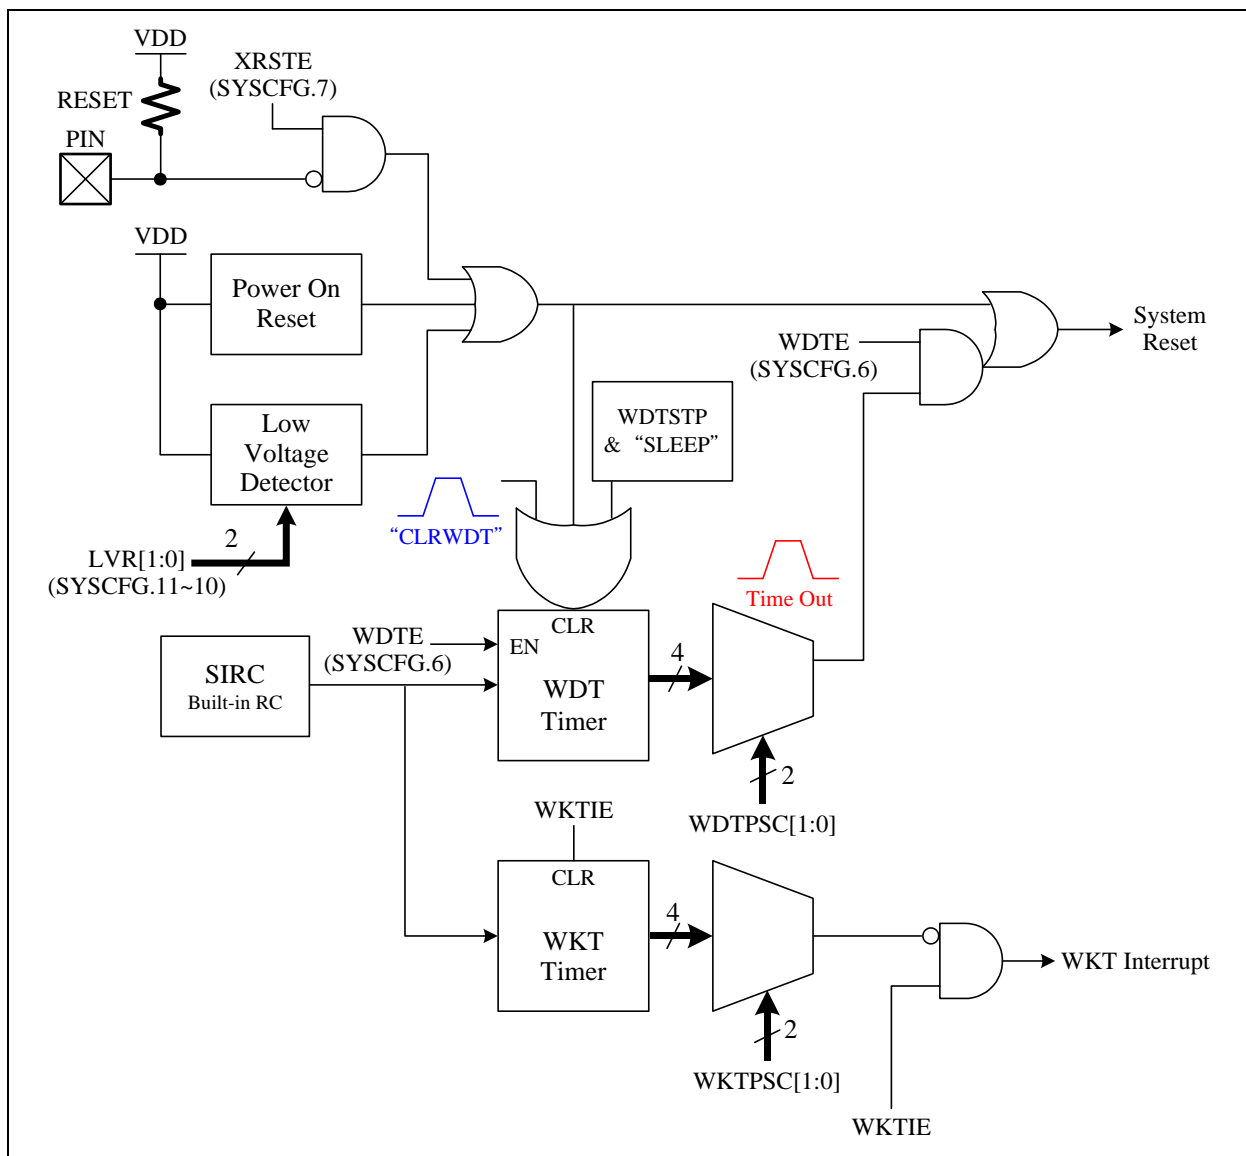 VDD
XRSTE
(SYSCFG.7)
RESET
PIN
VDD
Power On
Reset
System
Reset
WDTE
(SYSCFG.6)
Low
Voltage
Detector
WDTSTP
& “SLEEP”
“CLRWDT”
2
LVR[1:0]
(SYSCFG.11~10)
Time Out
CLR
WDTE
(SYSCFG.6)
EN
SIRC
Built-in RC
WDT
Timer
4
2
WDTPSC[1:0]
WKTIE
CLR
WKT
Timer
4
WKT Interrupt
2
WKTPSC[1:0]
WKTIE